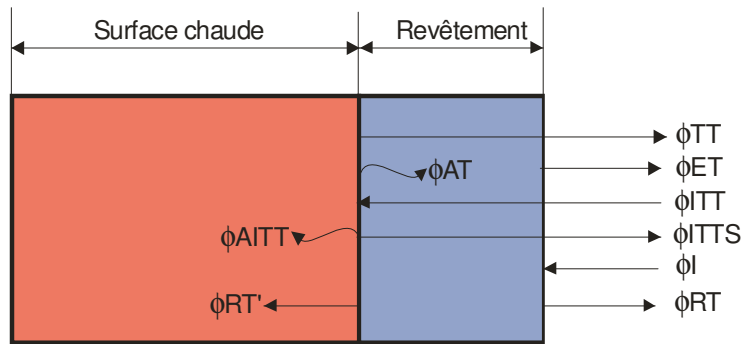 Surface chaude
Revêtement
ϕTT
ϕAT
ϕET
ϕITT
ϕAITT
ϕITTS
ϕI
ϕRT'
ϕRT